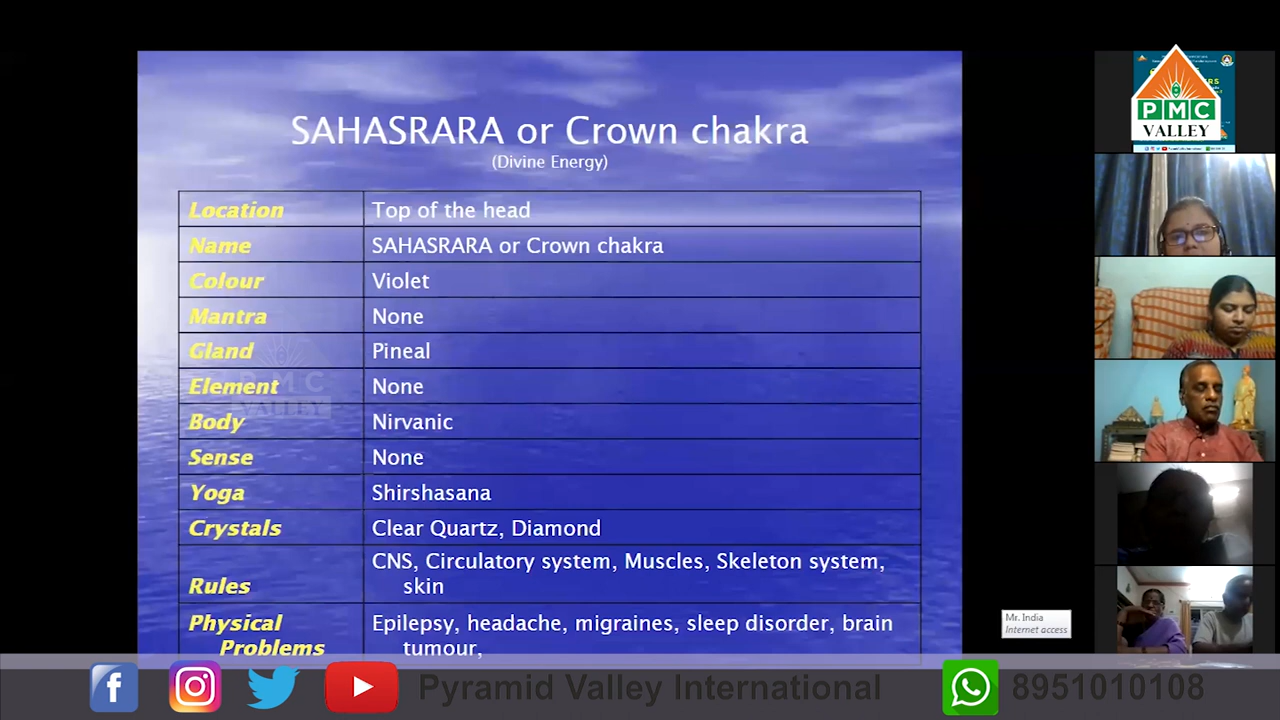 SAHASRARA or Crown chakra
(Divine Energy)
Location Top of the head
Name SAHASRARA or Crown chakra
Colour Violet
Mantra None
Gland Pineal
Element None
Body Nirvanic
Sense None
Yoga Shirshasana
Crystals Clear Quartz, Diamond
Rules CNS, Circulatory system, Muscles, Skeleton system,
skin
Physical Epilepsy, headache, migraines, sleep disorder, brain
Problems tumour,
PMC
VALLEY
PMC
VALLEY
Mr. India
Internet access
Pyramid Valley International
8951010108